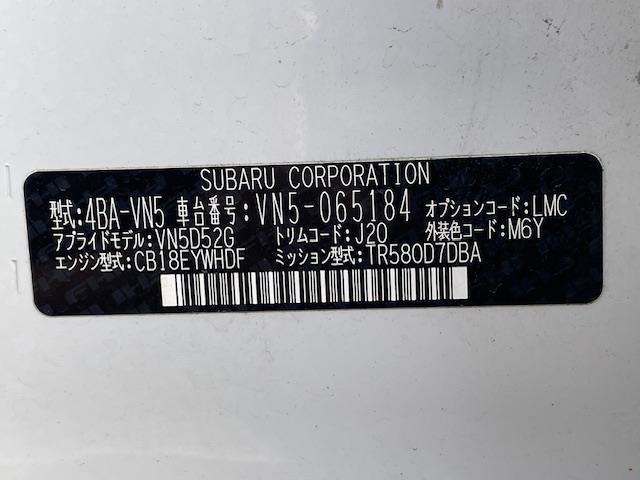 SUBARU CORPORATION
型式:4BA-VN5 車台番号:VN5-065184 オプションコード:LMC
アプライドモデル:VN5D52G トリムコード:J20 外装色コード:M6Y
エンジン型式:CB18EYWHDF ミッション型式:TR580D7DBA